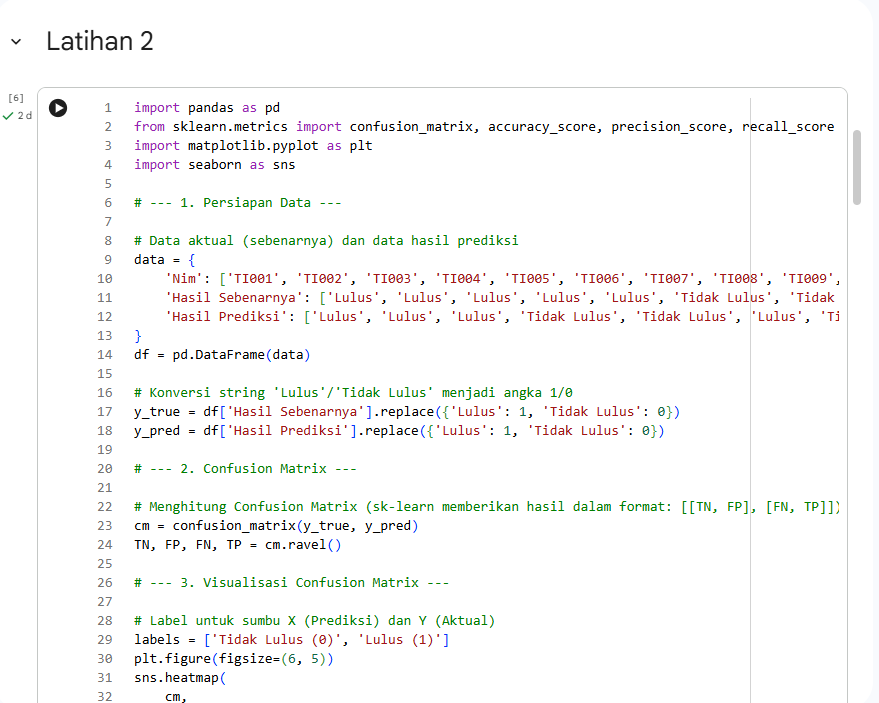 Latihan 2
[6]
2 d
1 import pandas as pd
2 from sklearn.metrics import confusion_matrix, accuracy_score, precision_score, recall_score
3 import matplotlib.pyplot as plt
4 import seaborn as sns
5
6 # --- 1. Persiapan Data ---
7
8 # Data aktual (sebenarnya) dan data hasil prediksi
9 data = {
10     'Nim': ['TI001', 'TI002', 'TI003', 'TI004', 'TI005', 'TI006', 'TI007', 'TI008', 'TI009',
11     'Hasil Sebenarnya': ['Lulus', 'Lulus', 'Lulus', 'Lulus', 'Lulus', 'Tidak Lulus', 'Tidak
12     'Hasil Prediksi': ['Lulus', 'Lulus', 'Lulus', 'Tidak Lulus', 'Tidak Lulus', 'Lulus', 'Ti
13 }
14 df = pd.DataFrame(data)
15
16 # Konversi string 'Lulus'/'Tidak Lulus' menjadi angka 1/0
17 y_true = df['Hasil Sebenarnya'].replace({'Lulus': 1, 'Tidak Lulus': 0})
18 y_pred = df['Hasil Prediksi'].replace({'Lulus': 1, 'Tidak Lulus': 0})
19
20 # --- 2. Confusion Matrix ---
21
22 # Menghitung Confusion Matrix (sk-learn memberikan hasil dalam format: [[TN, FP], [FN, TP]])
23 cm = confusion_matrix(y_true, y_pred)
24 TN, FP, FN, TP = cm.ravel()
25
26 # --- 3. Visualisasi Confusion Matrix ---
27
28 # Label untuk sumbu X (Prediksi) dan Y (Aktual)
29 labels = ['Tidak Lulus (0)', 'Lulus (1)']
30 plt.figure(figsize=(6, 5))
31 sns.heatmap(
32     cm,